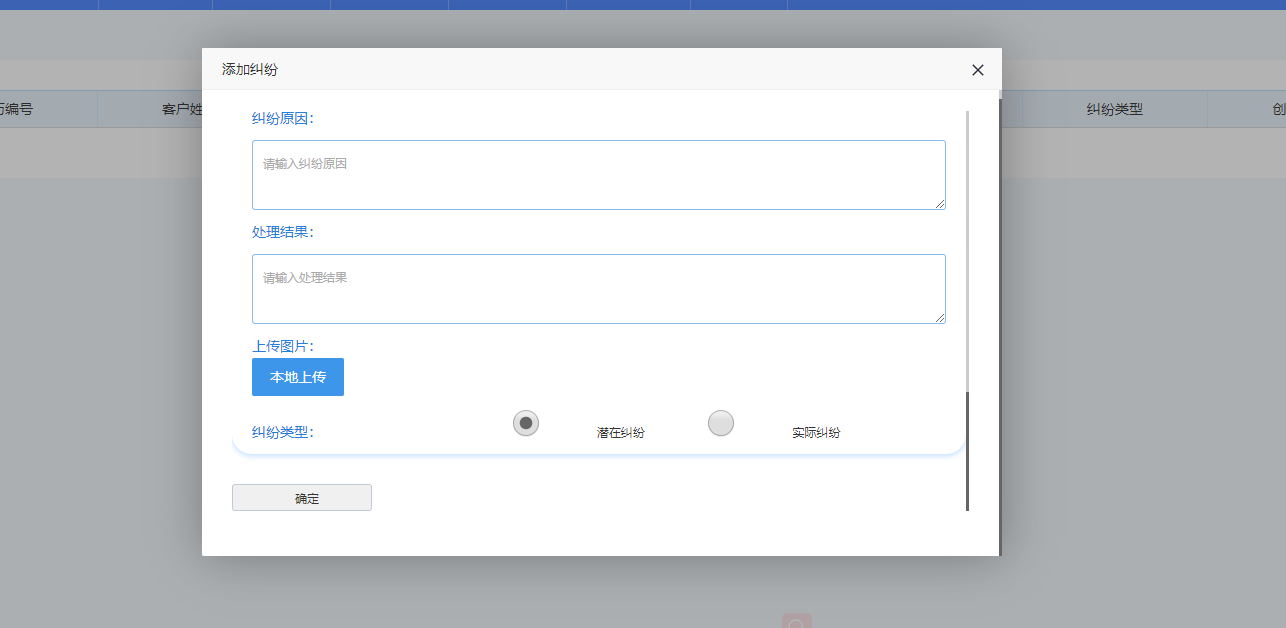 添加纠纷
历编号
客户姓
纠纷类型
创
纠纷原因:
请输入纠纷原因
处理结果:
请输入处理结果
上传图片:
本地上传
纠纷类型:
潜在纠纷
实际纠纷
确定